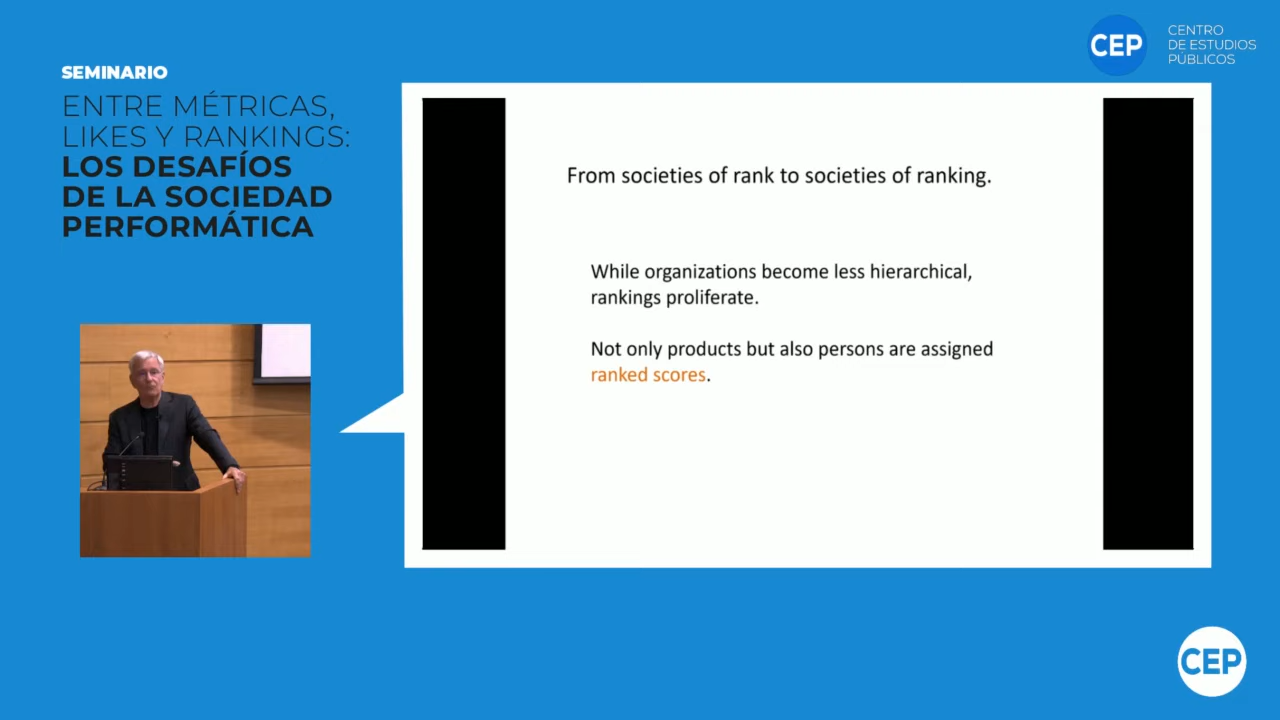 SEMINARIO
ENTRE MÉTRICAS,
LIKES Y RANKINGS:
LOS DESAFÍOS
DE LA SOCIEDAD
PERFORMÁTICA
CEP
CENTRO
DE ESTUDIOS
PÚBLICOS
From societies of rank to societies of ranking.
While organizations become less hierarchical,
rankings proliferate.
Not only products but also persons are assigned
ranked scores.
CEP